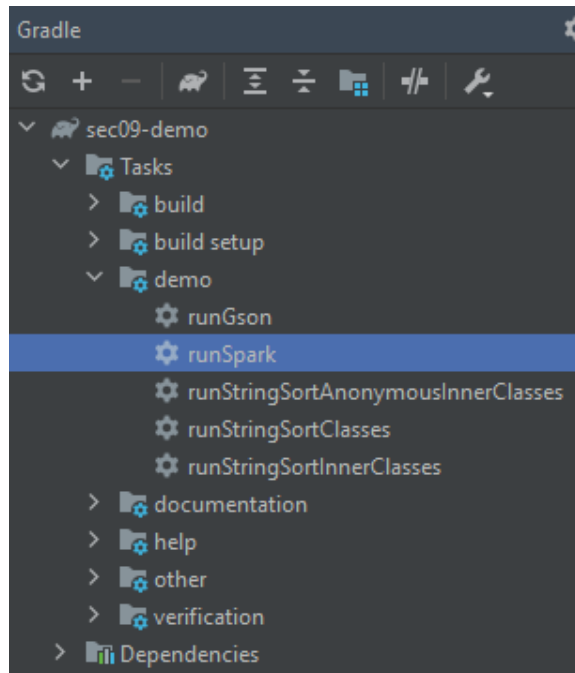 Gradle
sec09-demo
Tasks
build
build setup
demo
runGson
runSpark
runStringSortAnonymousInnerClasses
runStringSortClasses
runStringSortInnerClasses
documentation
help
other
verification
Dependencies